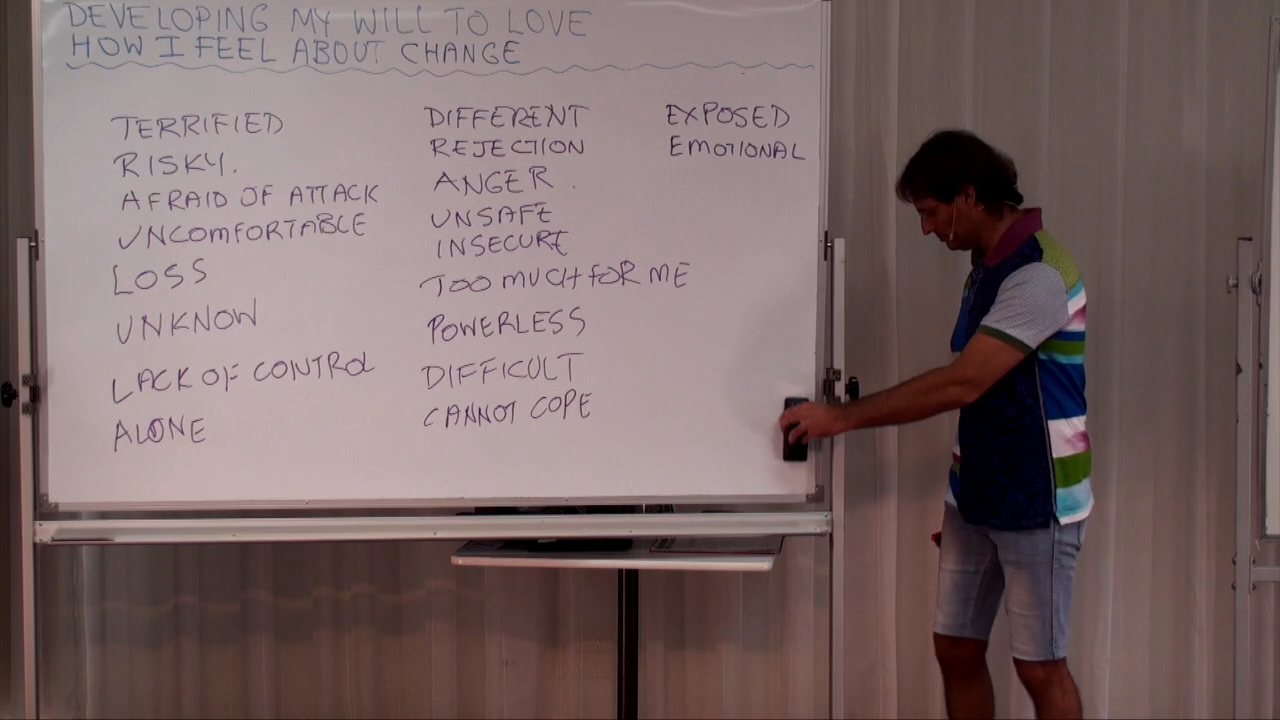 DEVELOPING MY WILL TO LOVE
HOW I FEEL ABOUT CHANGE
TERRIFIED
RISKY.
AFRAID OF ATTACK
UNCOMFORTABLE
LOSS
UNKNOW
LACK OF CONTROL
ALONE
DIFFERENT
REJECTION
ANGER.
UNSAFE
INSECURE
TOO MUCH FOR ME
POWERLESS
DIFFICULT
CANNOT COPE
EXPOSED
EMOTIONAL